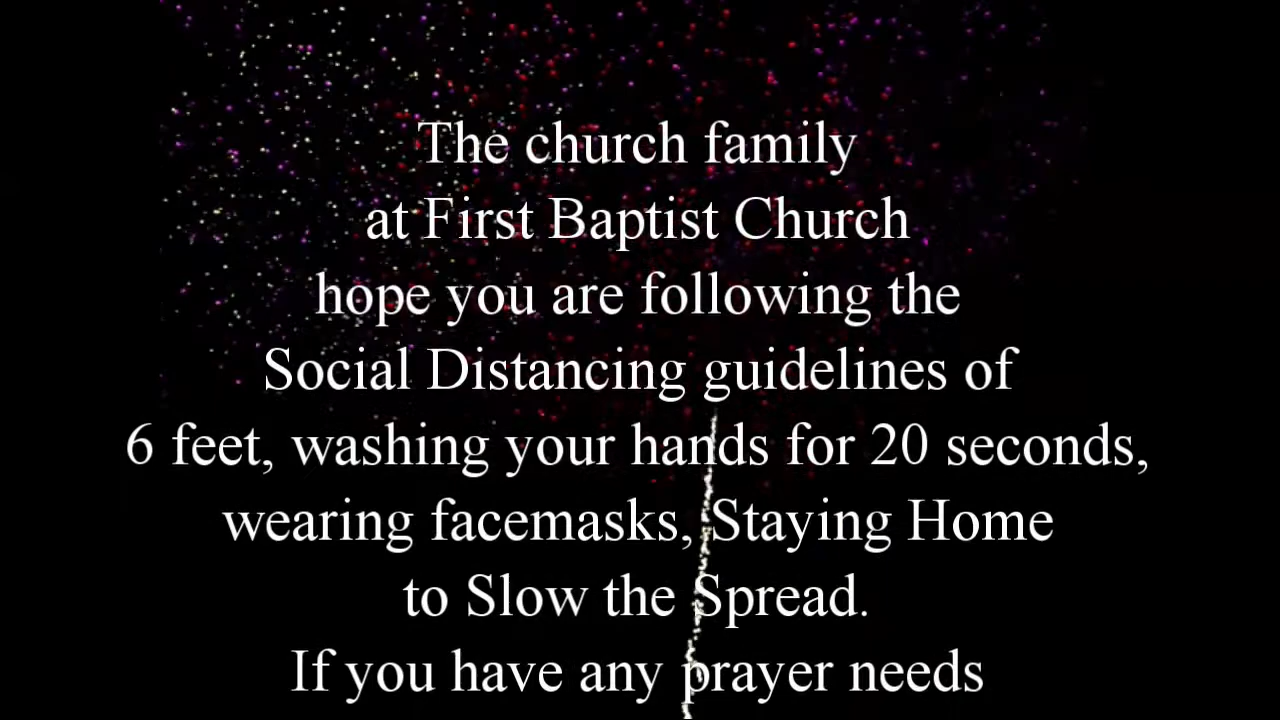 The church family
at First Baptist Church
hope you are following the
Social Distancing guidelines of
6 feet, washing your hands for 20 seconds,
wearing facemasks, Staying Home
to Slow the Spread.
If you have any prayer needs